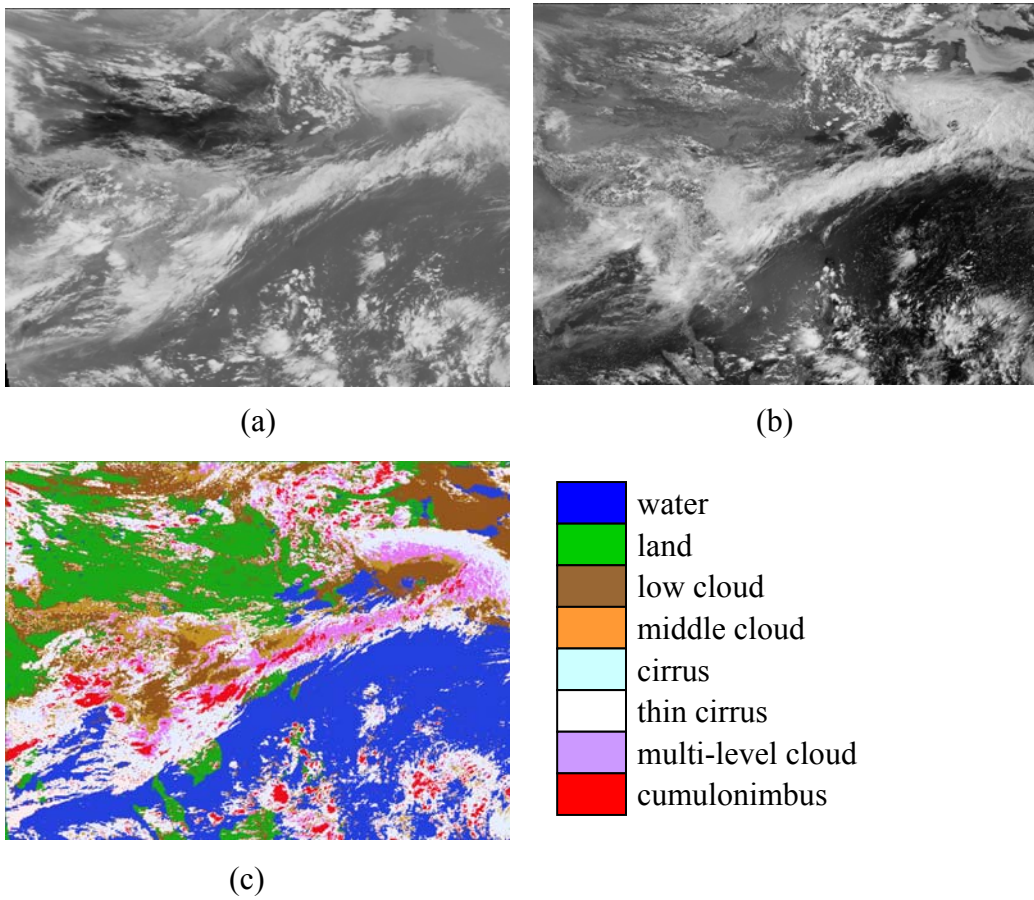 (a)
(b)
water
land
low cloud
middle cloud
cirrus
thin cirrus
multi-level cloud
cumulonimbus
(c)